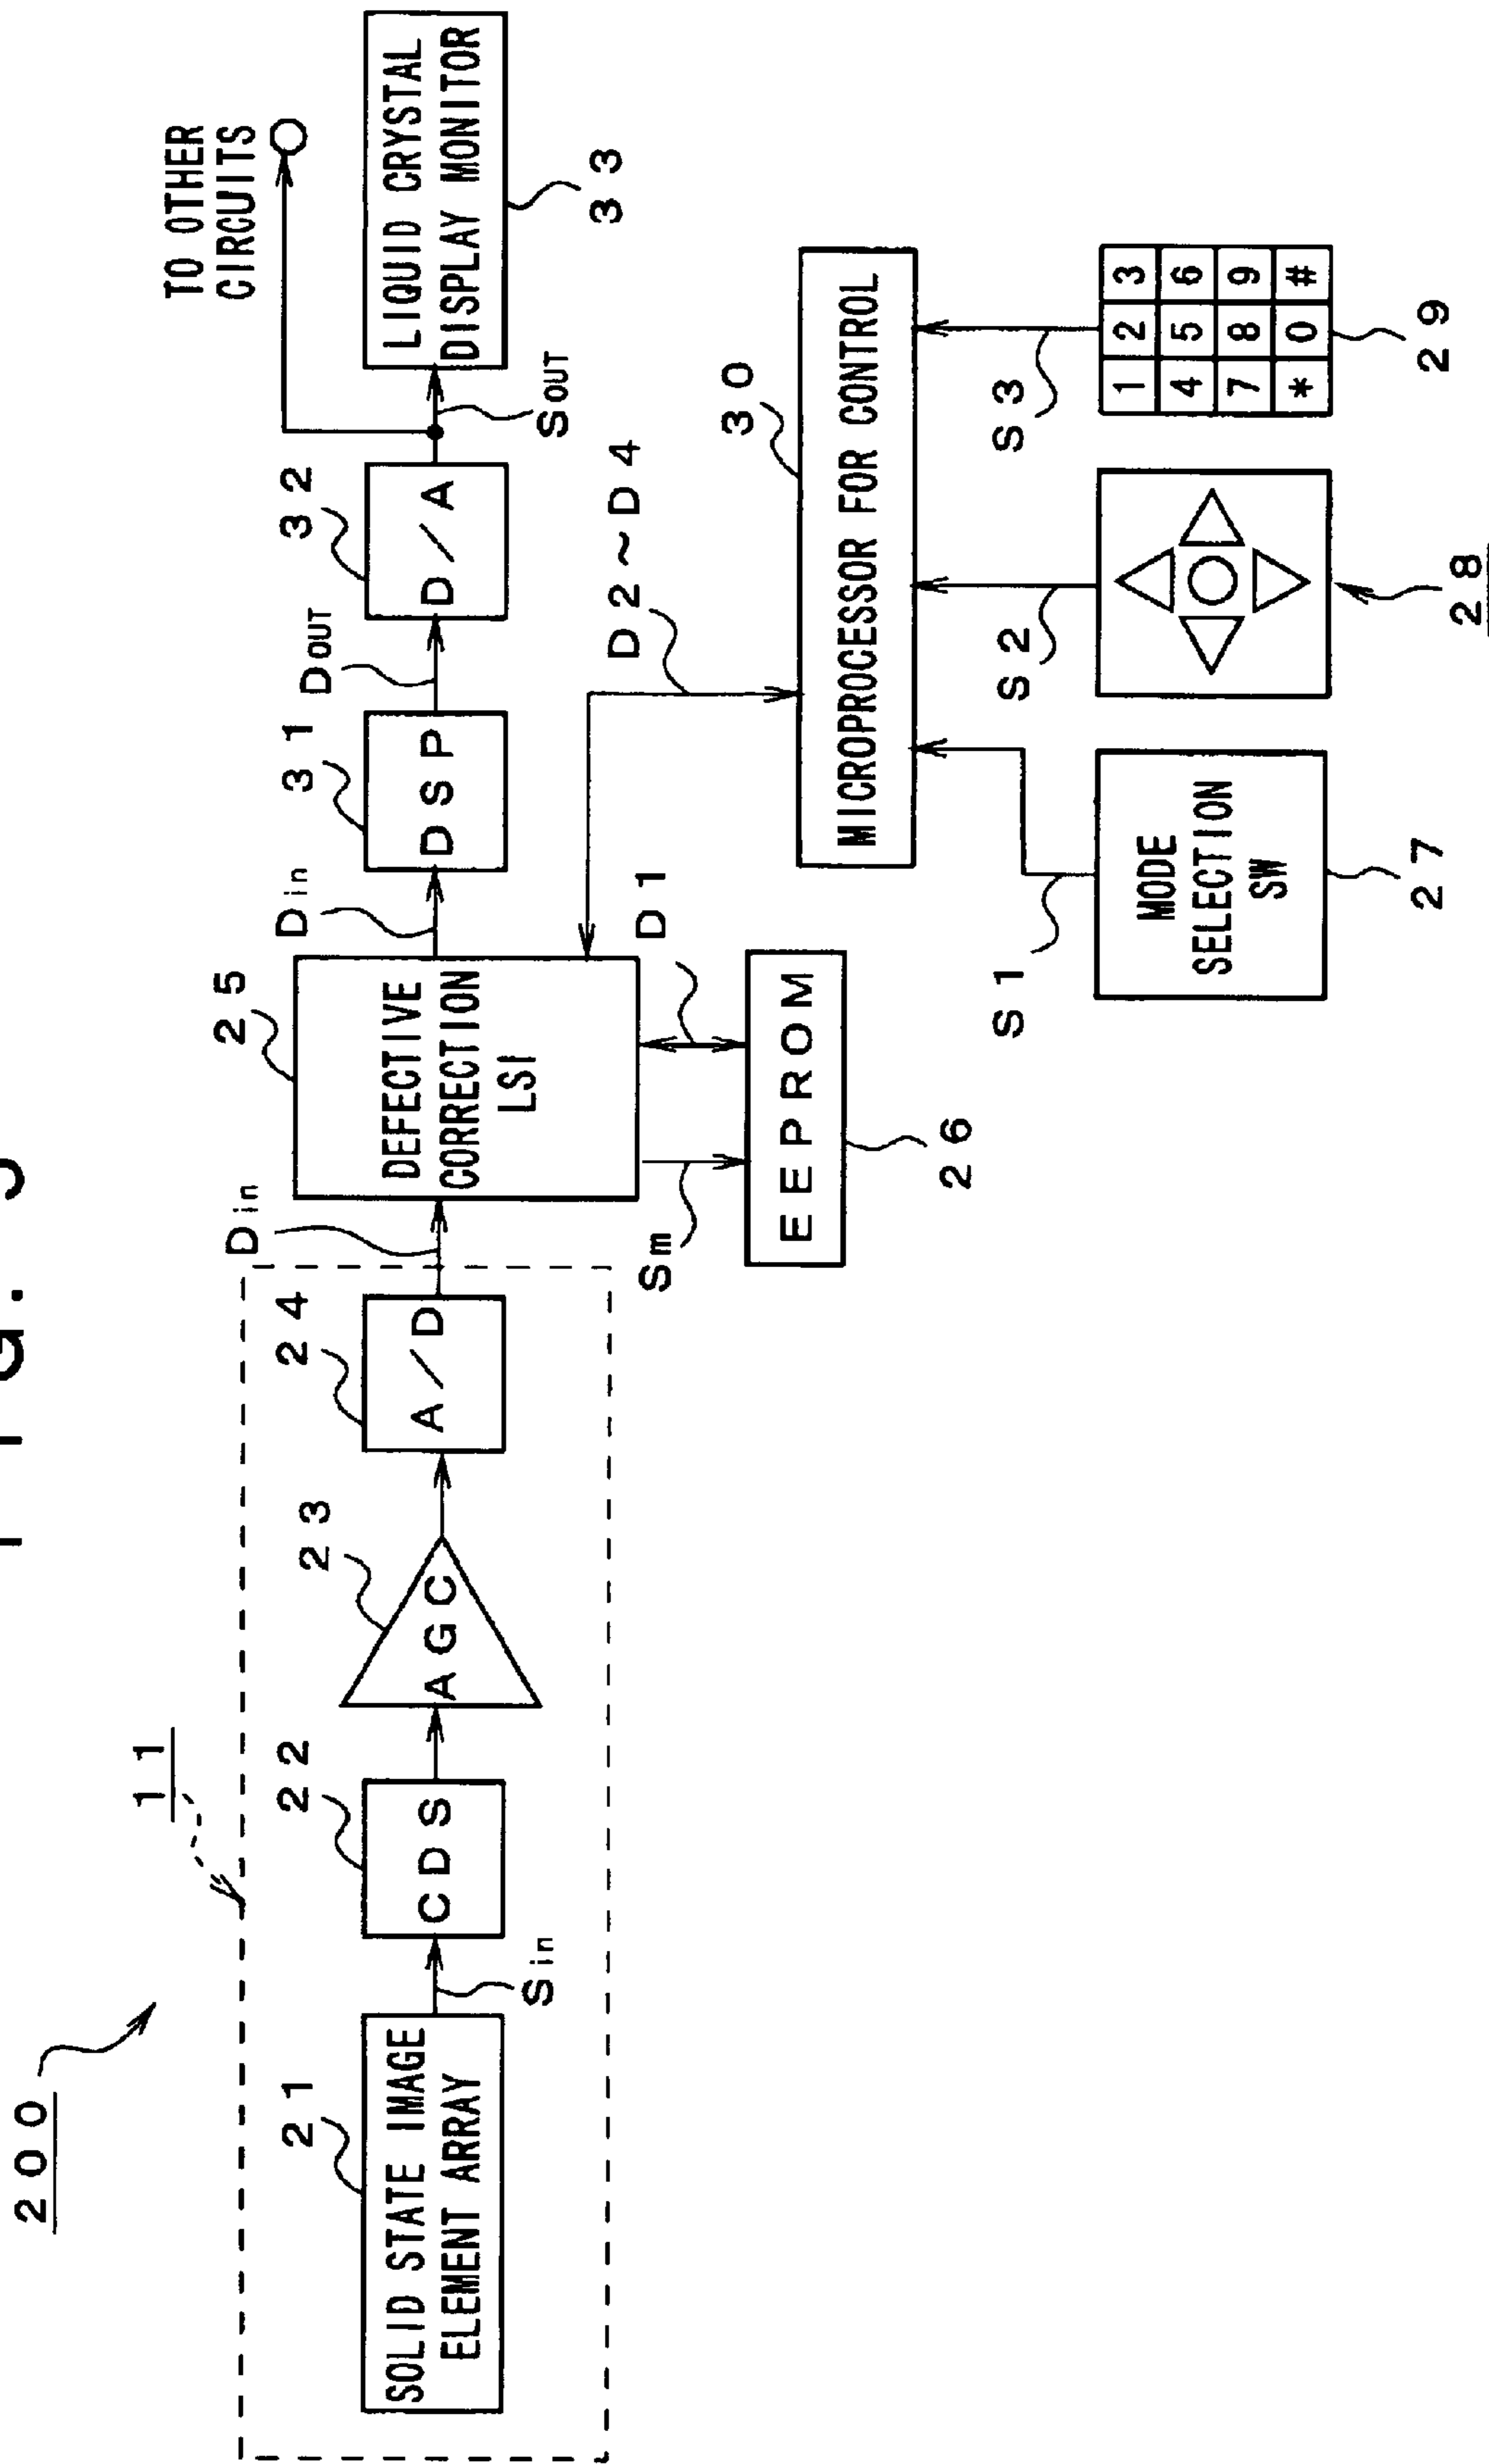 200
11
21
SOLID STATE IMAGE
ELEMENT ARRAY
Sin
22
CDS
23
AGC
24
A/D
Din
25
DEFECTIVE
CORRECTION
LSI
Din
31
DSP
DOUT
32
D/A
SOUT
TO OTHER
CIRCUITS
LIQUID CRYSTAL
DISPLAY MONITOR
33
Sm
D1
EEPROM
26
D2~D4
30
MICROPROCESSOR FOR CONTROL
S1
S2
S3
MODE
SELECTION
SW
27
28
1 2 3
4 5 6
7 8 9
* 0 #
29